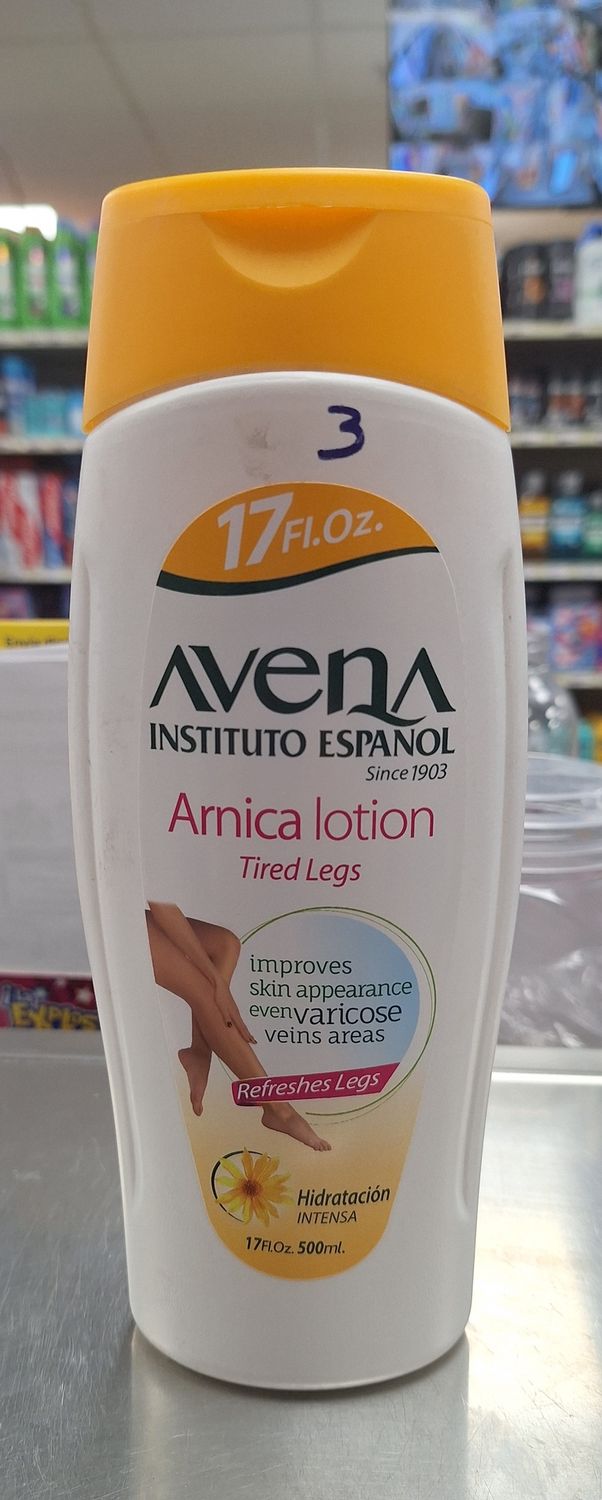 3
17Fl.Oz.
AVENA
INSTITUTO ESPAÑOL
Since 1903
Arnica lotion
Tired Legs
improves
skin appearance
even varicose
veins areas
Refreshes Legs
Hidratación
INTENSA
17Fl.Oz. 500ml.